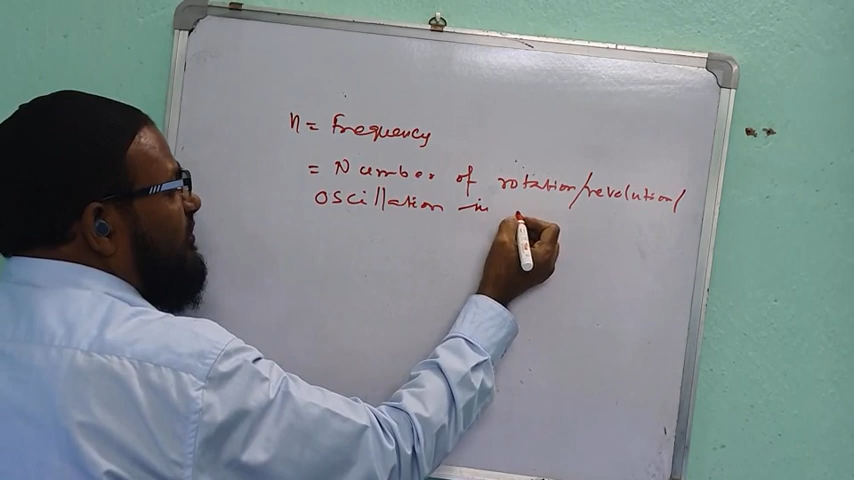 n = Frequency
= Number of rotation/revolution/
oscillation in